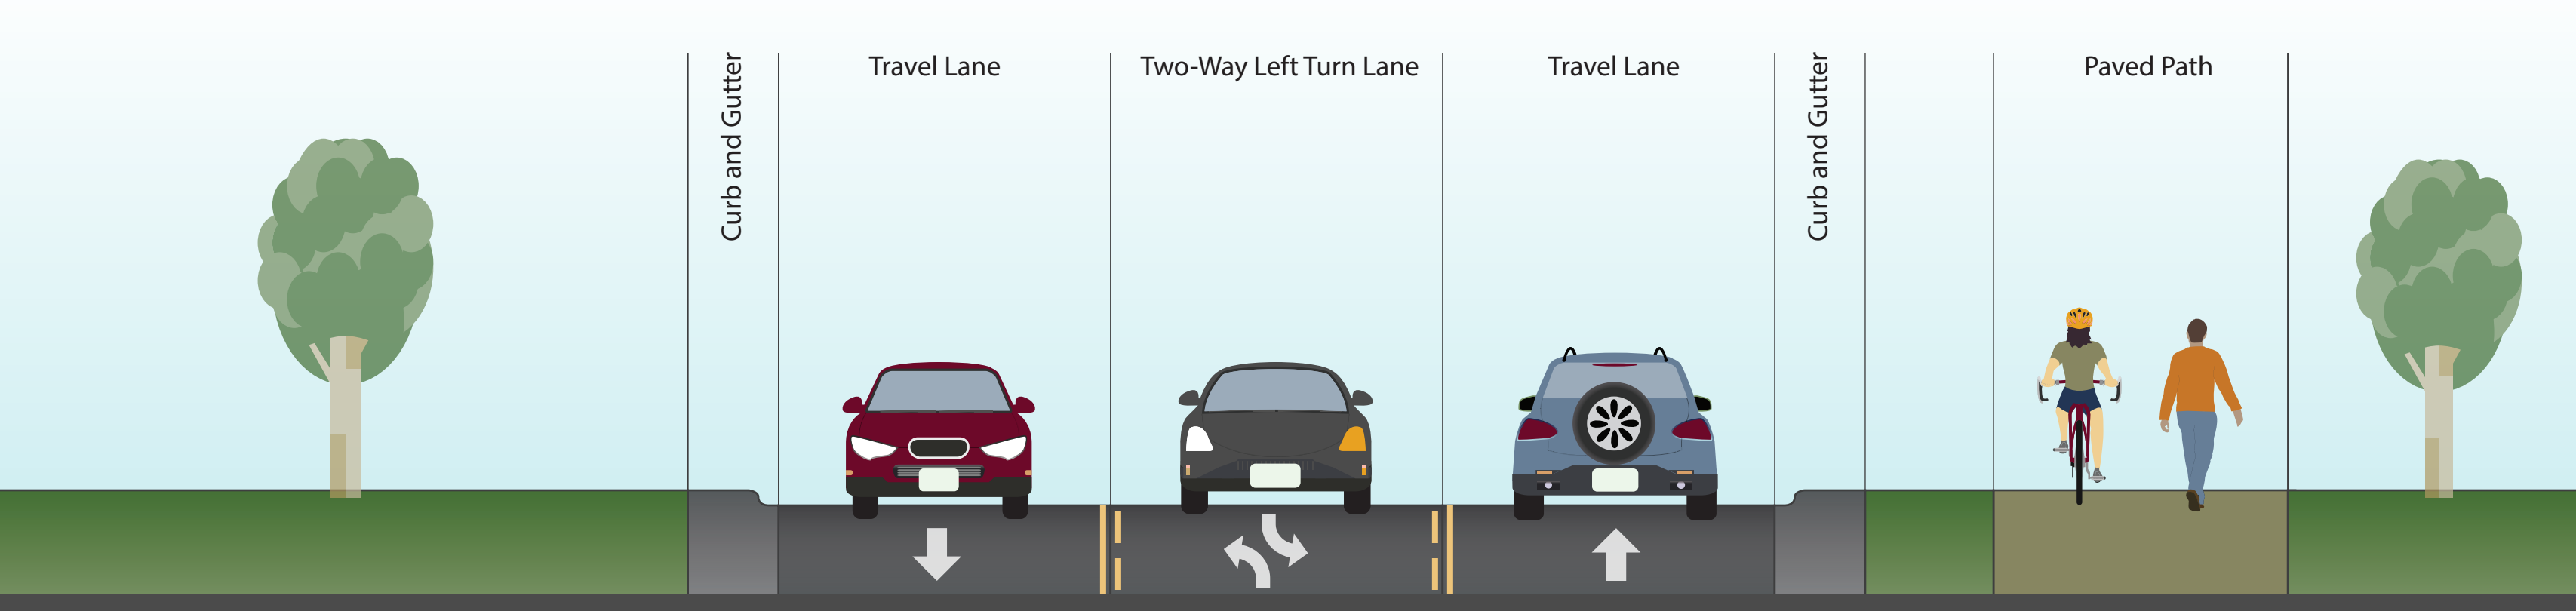 Curb and Gutter
Travel Lane
Two-Way Left Turn Lane
Travel Lane
Curb and Gutter
Paved Path